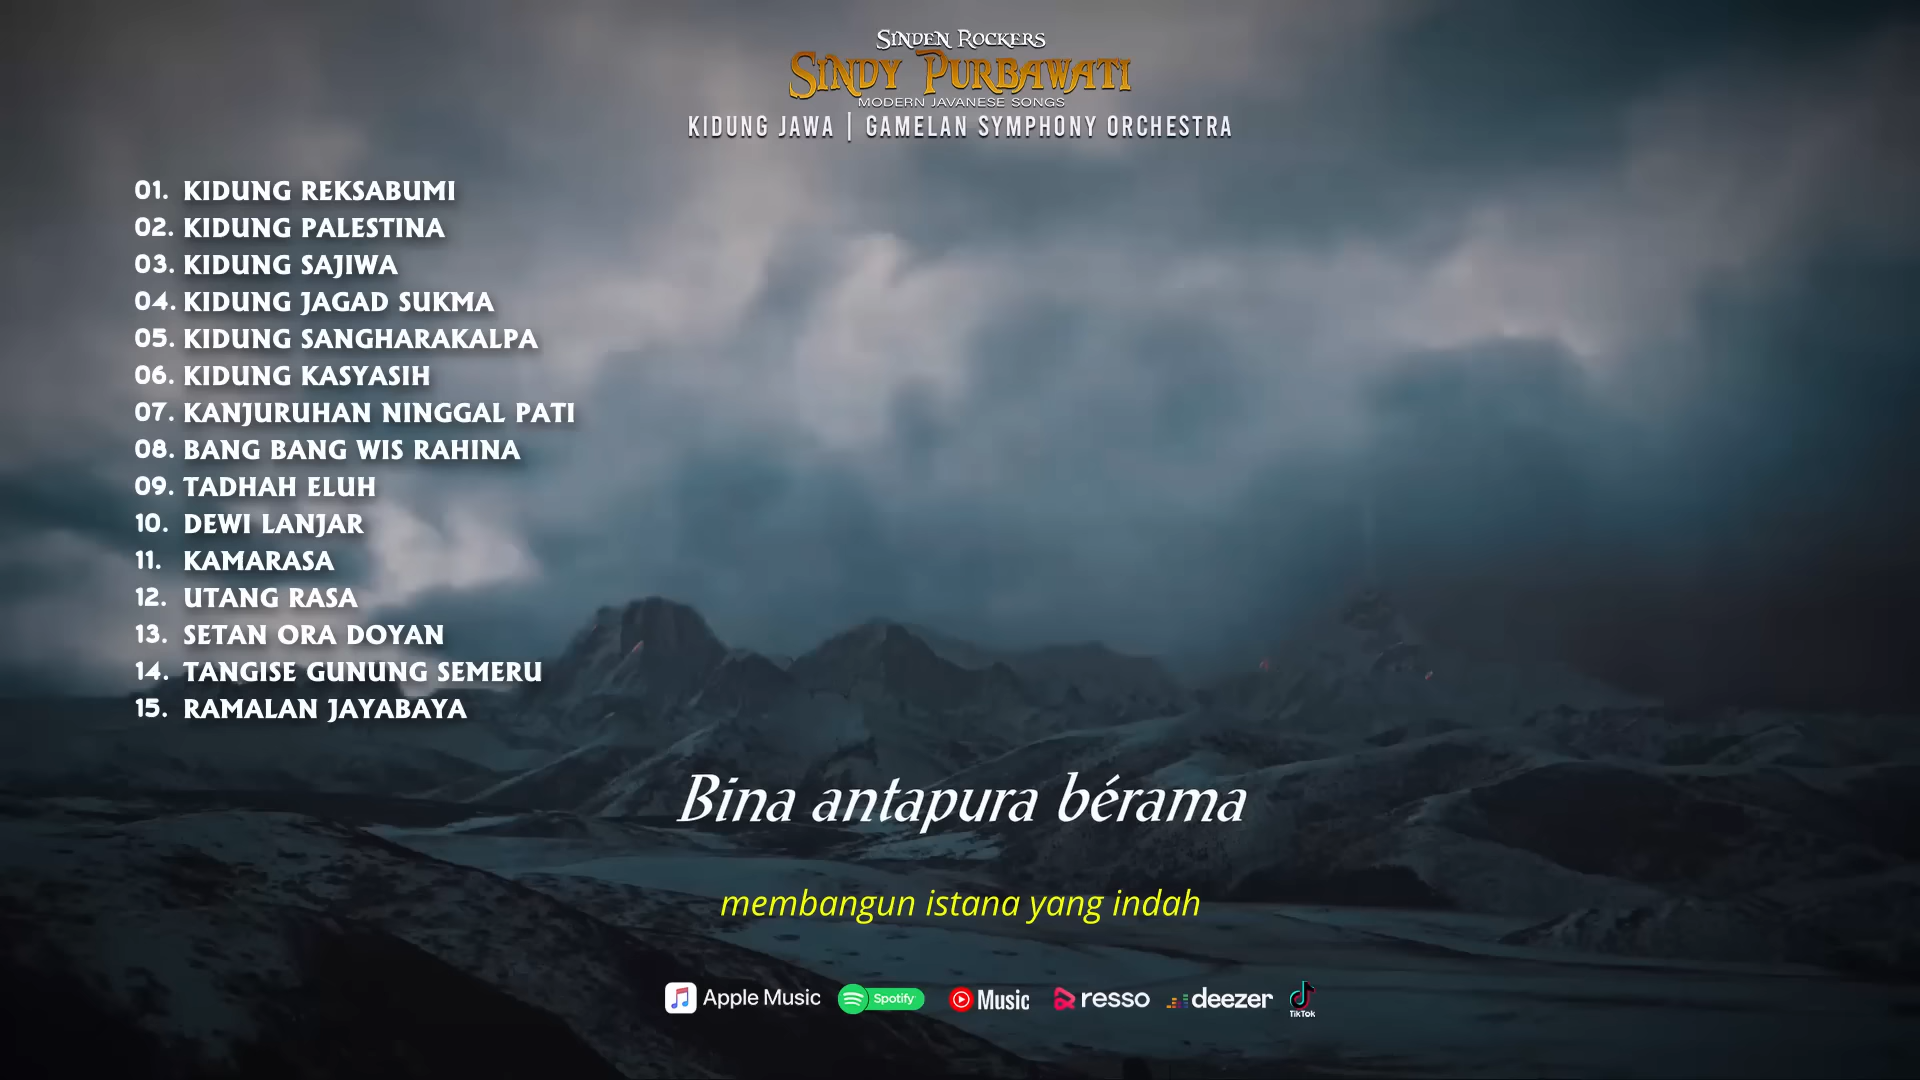 SINDEN ROCKERS
SINDY PURBAWATI
MODERN JAVANESE SONGS
KIDUNG JAWA | GAMELAN SYMPHONY ORCHESTRA
01. KIDUNG REKSABUMI
02. KIDUNG PALESTINA
03. KIDUNG SAJIWA
04. KIDUNG JAGAD SUKMA
05. KIDUNG SANGHARAKALPA
06. KIDUNG KASYASIH
07. KANJURUHAN NINGGAL PATI
08. BANG BANG WIS RAHINA
09. TADHAH ELUH
10. DEWI LANJAR
11. KAMARASA
12. UTANG RASA
13. SETAN ORA DOYAN
14. TANGISE GUNUNG SEMERU
15. RAMALAN JAYABAYA
Bina antapura bérama
membangun istana yang indah
Apple Music Spotify Music resso deezer TikTok